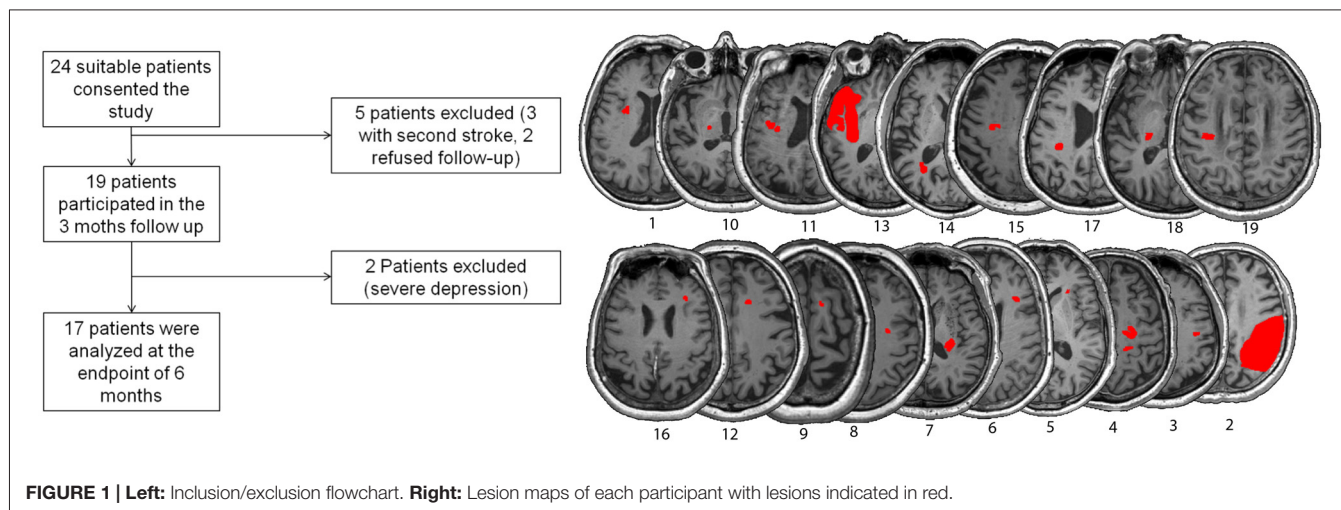 24 suitable patients
consented the
study
5 patients excluded (3
with second stroke, 2
refused follow-up)
19 patients
participated in the
3 moths follow up
2 Patients excluded
(severe depression)
17 patients were
analyzed at the
endpoint of 6
months
1 10 11 13 14 15 17 18 19
16 12 9 8 7 6 5 4 3 2
FIGURE 1 | Left: Inclusion/exclusion flowchart. Right: Lesion maps of each participant with lesions indicated in red.